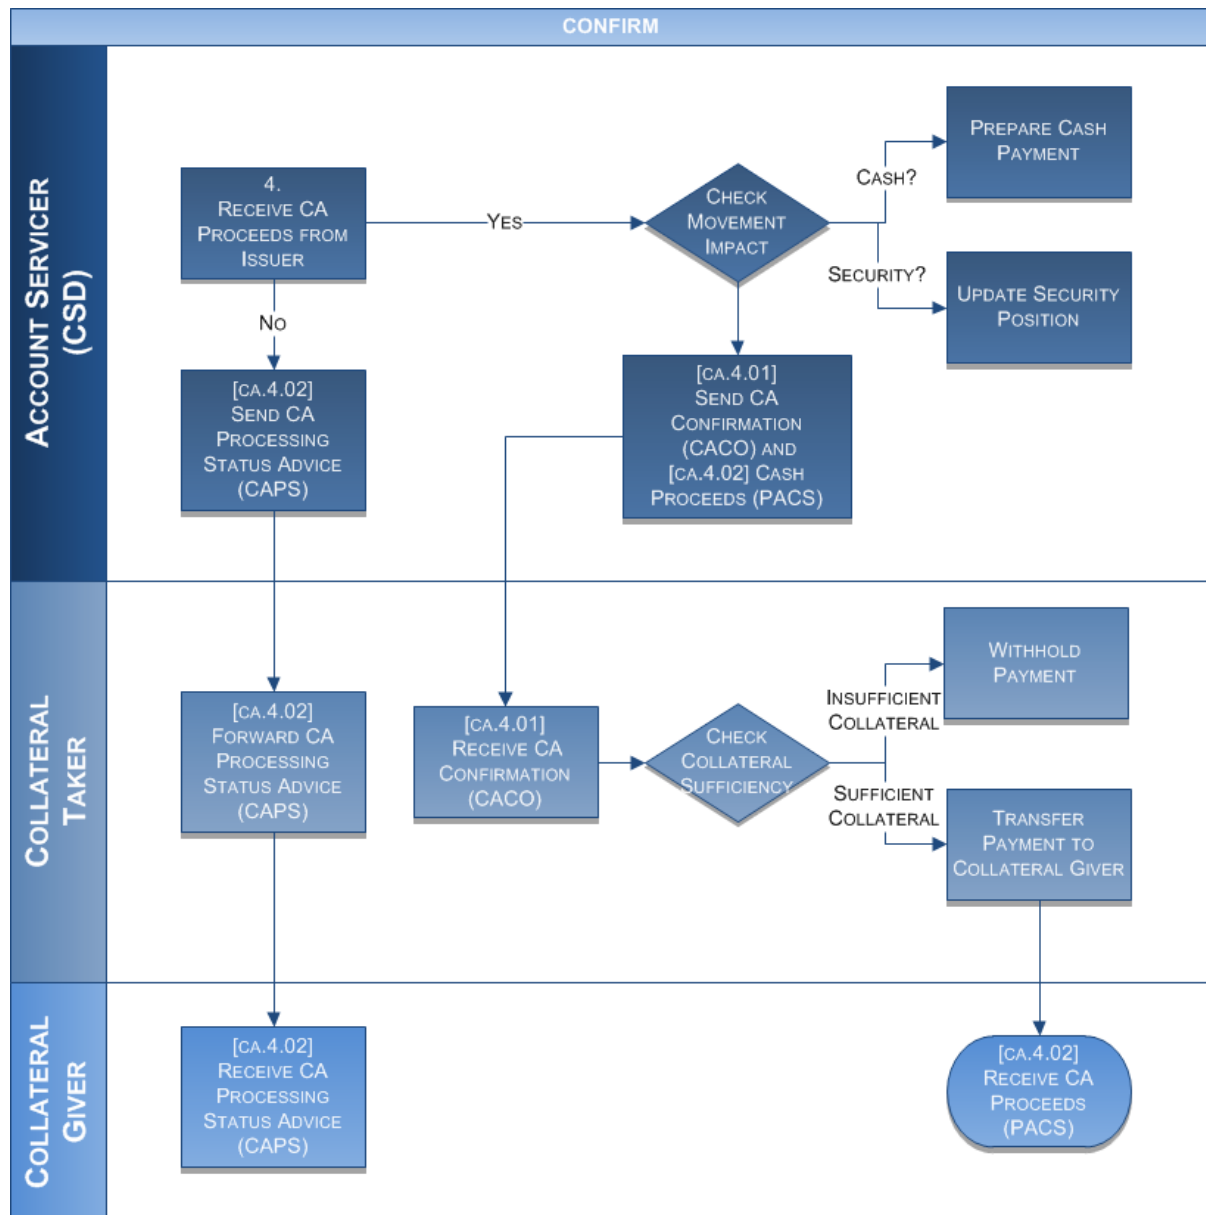 CONFIRM
ACCOUNT SERVICER
(CSD)
4.
RECEIVE CA
PROCEEDS FROM
ISSUER
YES
CHECK
MOVEMENT
IMPACT
CASH?
PREPARE CASH
PAYMENT
SECURITY?
UPDATE SECURITY
POSITION
NO
[CA.4.02]
SEND CA
PROCESSING
STATUS ADVICE
(CAPS)
[CA.4.01]
SEND CA
CONFIRMATION
(CACO) AND
[CA.4.02] CASH
PROCEEDS (PACS)
COLLATERAL
TAKER
[CA.4.02]
FORWARD CA
PROCESSING
STATUS ADVICE
(CAPS)
[CA.4.01]
RECEIVE CA
CONFIRMATION
(CACO)
CHECK
COLLATERAL
SUFFICIENCY
INSUFFICIENT
COLLATERAL
WITHHOLD
PAYMENT
SUFFICIENT
COLLATERAL
TRANSFER
PAYMENT TO
COLLATERAL GIVER
COLLATERAL
GIVER
[CA.4.02]
RECEIVE CA
PROCESSING
STATUS ADVICE
(CAPS)
[CA.4.02]
RECEIVE CA
PROCEEDS
(PACS)